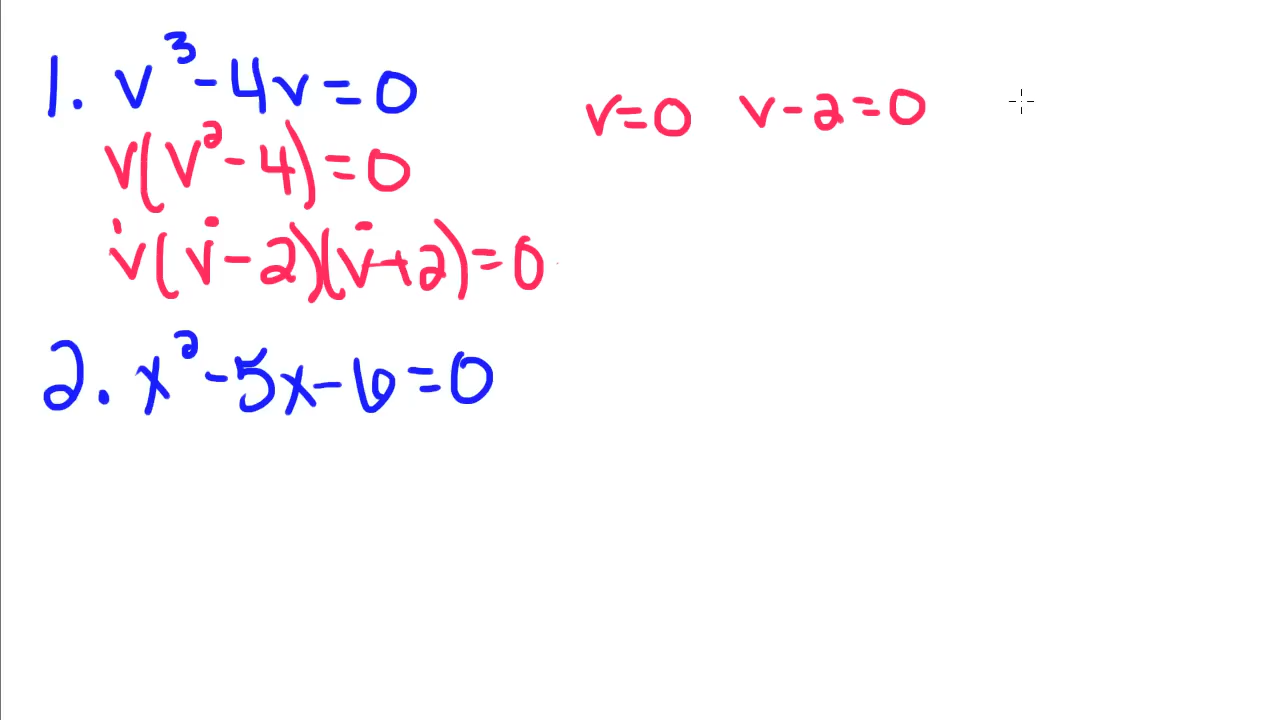 1. v³-4v=0
v(v²-4)=0
v(v-2)(v+2)=0
v=0 v-2=0
2. x²-5x-6=0